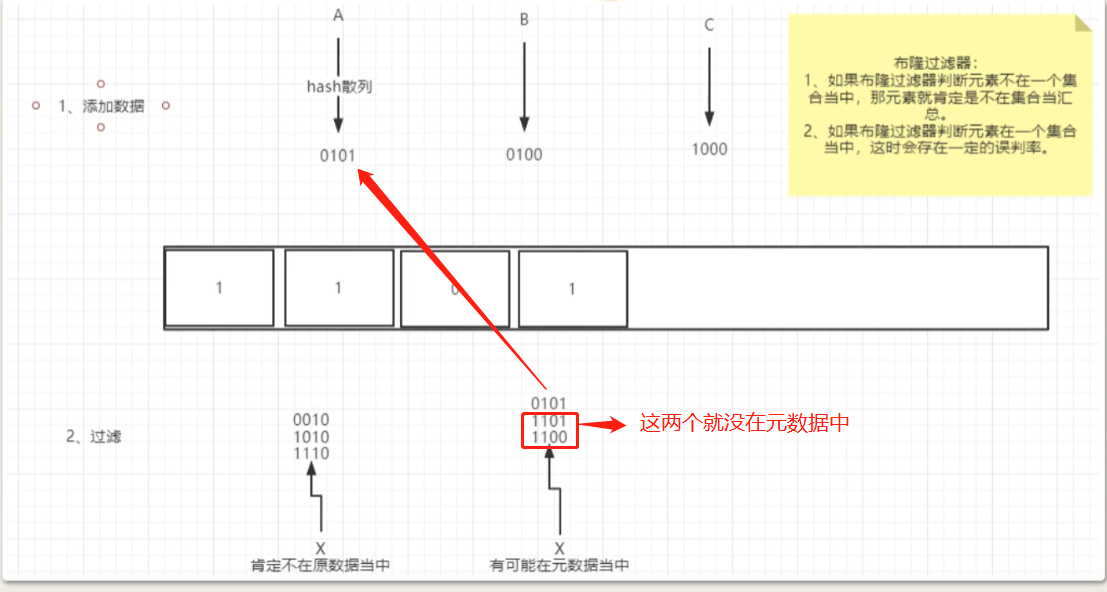 A
B
C
hash散列
1、添加数据
0101
0100
1000
布隆过滤器：
1、如果布隆过滤器判断元素不在一个集
合当中，那元素就肯定是不在集合当汇
总。
2、如果布隆过滤器判断元素在一个集合
当中，这时会存在一定的误判率。
1
1
0
1
2、过滤
0010
1010
1110
X
肯定不在原数据当中
0101
1101
1100
这两个就没在元数据中
X
有可能在元数据当中